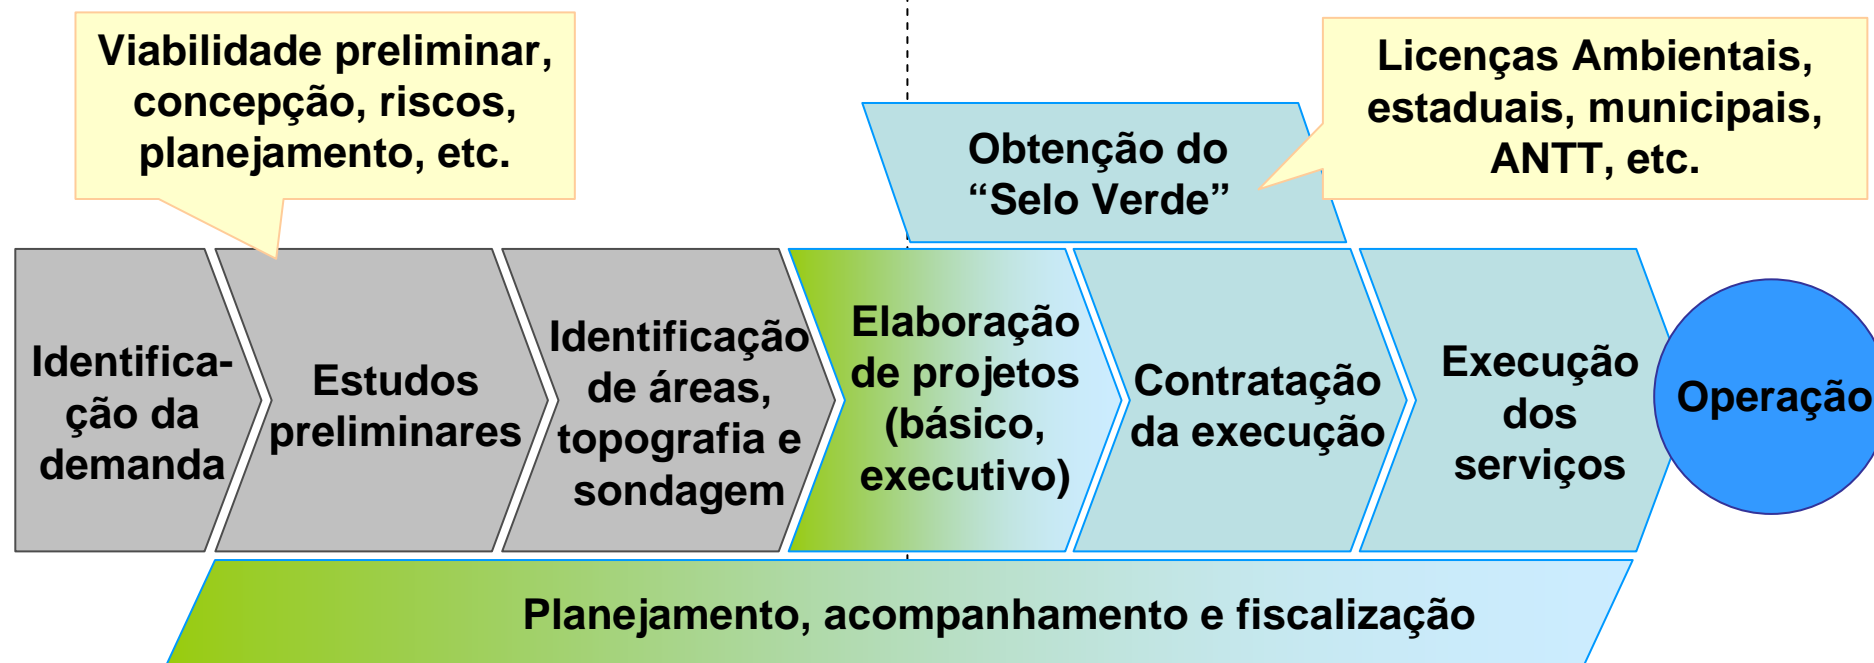 Viabilidade preliminar,
concepção, riscos,
planejamento, etc.
Licenças Ambientais,
estaduais, municipais,
ANTT, etc.
Obtenção do
“Selo Verde”
Identifica-
ção da
demanda
Estudos
preliminares
Identificação
de áreas,
topografia e
sondagem
Elaboração
de projetos
(básico,
executivo)
Contratação
da execução
Execução
dos
serviços
Operação
Planejamento, acompanhamento e fiscalização